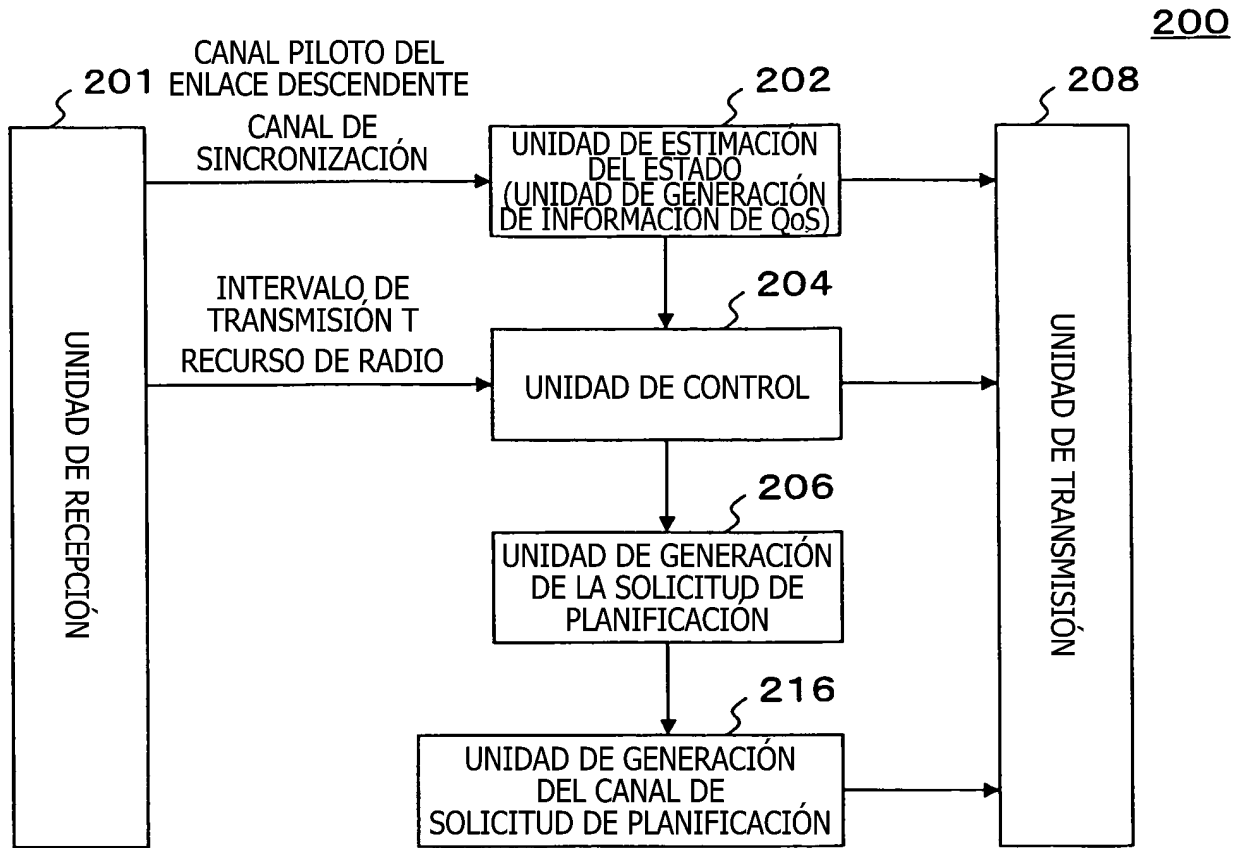 200
CANAL PILOTO DEL
ENLACE DESCENDENTE
201
202
208
CANAL DE
SINCRONIZACIÓN
UNIDAD DE ESTIMACIÓN
DEL ESTADO
(UNIDAD DE GENERACIÓN
DE INFORMACIÓN DE QoS)
INTERVALO DE
TRANSMISIÓN T
RECURSO DE RADIO
204
UNIDAD DE CONTROL
UNIDAD DE RECEPCIÓN
UNIDAD DE TRANSMISIÓN
206
UNIDAD DE GENERACIÓN
DE LA SOLICITUD DE
PLANIFICACIÓN
216
UNIDAD DE GENERACIÓN
DEL CANAL DE
SOLICITUD DE PLANIFICACIÓN